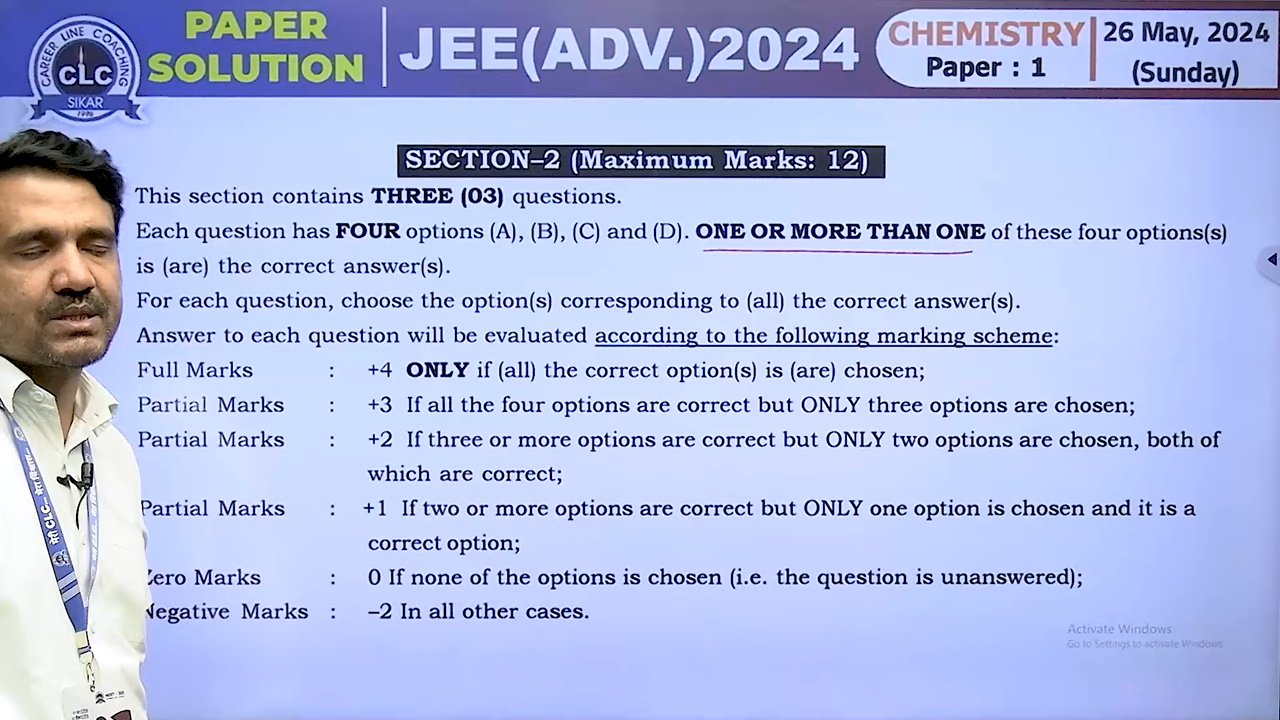 CAREER LINE COACHING
CLC
SIKAR
1996
PAPER
SOLUTION
JEE(ADV.)2024
CHEMISTRY
Paper : 1
26 May, 2024
(Sunday)
SECTION–2 (Maximum Marks: 12)
This section contains THREE (03) questions.
Each question has FOUR options (A), (B), (C) and (D). ONE OR MORE THAN ONE of these four options(s)
is (are) the correct answer(s).
For each question, choose the option(s) corresponding to (all) the correct answer(s).
Answer to each question will be evaluated according to the following marking scheme:
Full Marks : +4 ONLY if (all) the correct option(s) is (are) chosen;
Partial Marks : +3 If all the four options are correct but ONLY three options are chosen;
Partial Marks : +2 If three or more options are correct but ONLY two options are chosen, both of
which are correct;
Partial Marks : +1 If two or more options are correct but ONLY one option is chosen and it is a
correct option;
Zero Marks : 0 If none of the options is chosen (i.e. the question is unanswered);
Negative Marks : –2 In all other cases.
Activate Windows
Go to Settings to activate Windows.